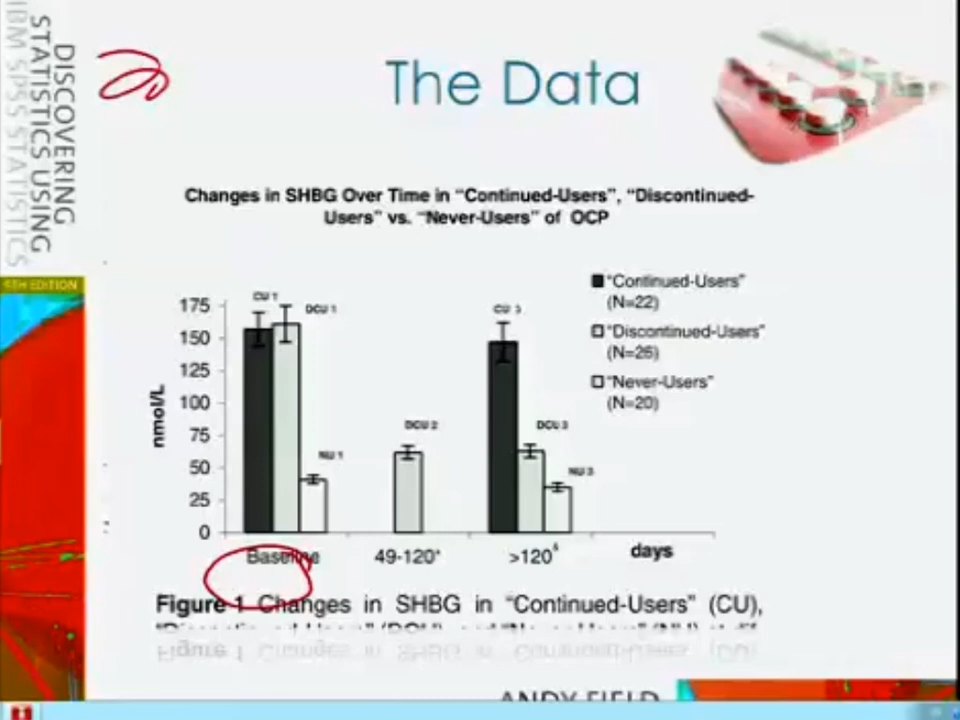 DISCOVERING
STATISTICS USING
IBM SPSS STATISTICS
4TH EDITION
The Data
Changes in SHBG Over Time in “Continued-Users”, “Discontinued-
Users” vs. “Never-Users” of OCP
“Continued-Users”
(N=22)
“Discontinued-Users”
(N=26)
“Never-Users”
(N=20)
nmol/L
175
150
125
100
75
50
25
0
CU 1
DCU 1
NU 1
DCU 2
CU 3
DCU 3
NU 3
Baseline
49-120*
>120
days
Figure 1 Changes in SHBG in “Continued-Users” (CU),
ANDY FIELD